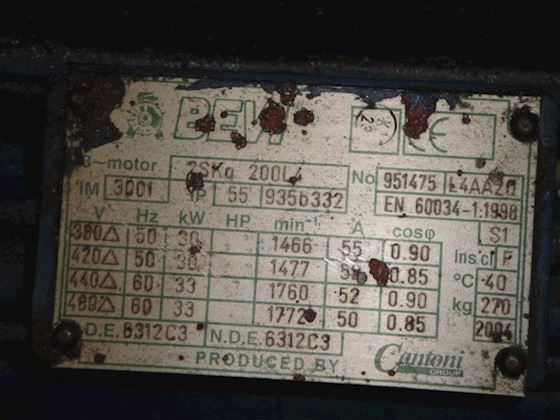 BEVI CE
3~motor 2SKg 200L4 No 951475 L4AA20
IM 3001 IP 55 9356332 EN 60034-1:1998
V Hz kW HP min⁻¹ A cosφ S1
380△ 50 30 1466 55 0.90 Ins cl F
420△ 50 30 1477 0.85 °C 40
440△ 60 33 1760 52 0.90 kg 270
480△ 60 33 1772 50 0.85 2004
D.E. 6312C3 N.D.E. 6312C3
PRODUCED BY Cantoni GROUP